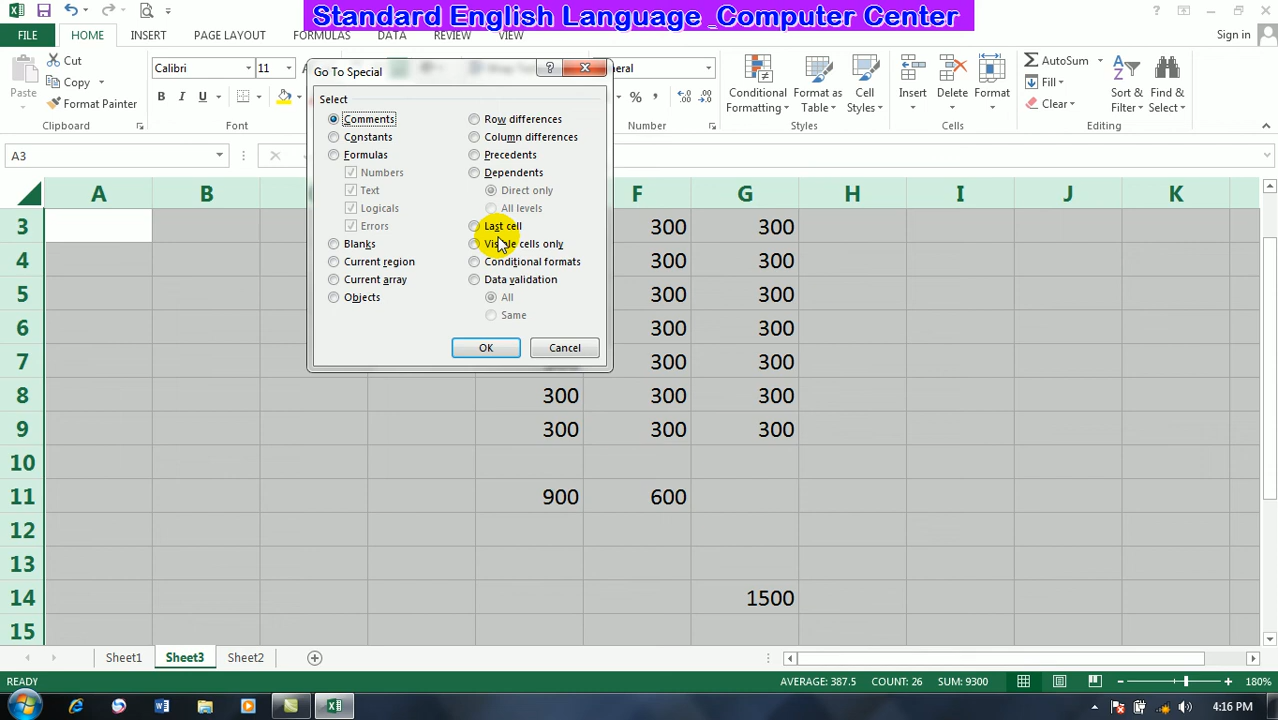 Standard English Language _Computer Center
FILE HOME INSERT PAGE LAYOUT FORMULAS DATA REVIEW VIEW Sign in
Paste Cut Copy Format Painter
Clipboard
Calibri 11
B I U
Font
% ,
Number
Conditional Formatting Format as Table Cell Styles
Styles
Insert Delete Format
Cells
AutoSum Fill Clear Sort & Filter Find & Select
Editing
A3
Go To Special
Select
Comments
Constants
Formulas
Numbers
Text
Logicals
Errors
Blanks
Current region
Current array
Objects
Row differences
Column differences
Precedents
Dependents
Direct only
All levels
Last cell
Visible cells only
Conditional formats
Data validation
All
Same
OK Cancel
A B F G H I J K
3 300 300
4 300 300
5 300 300
6 300 300
7 300 300
8 300 300 300
9 300 300 300
10
11 900 600
12
13
14 1500
15
Sheet1 Sheet3 Sheet2
READY AVERAGE: 387.5 COUNT: 26 SUM: 9300 180%
4:16 PM